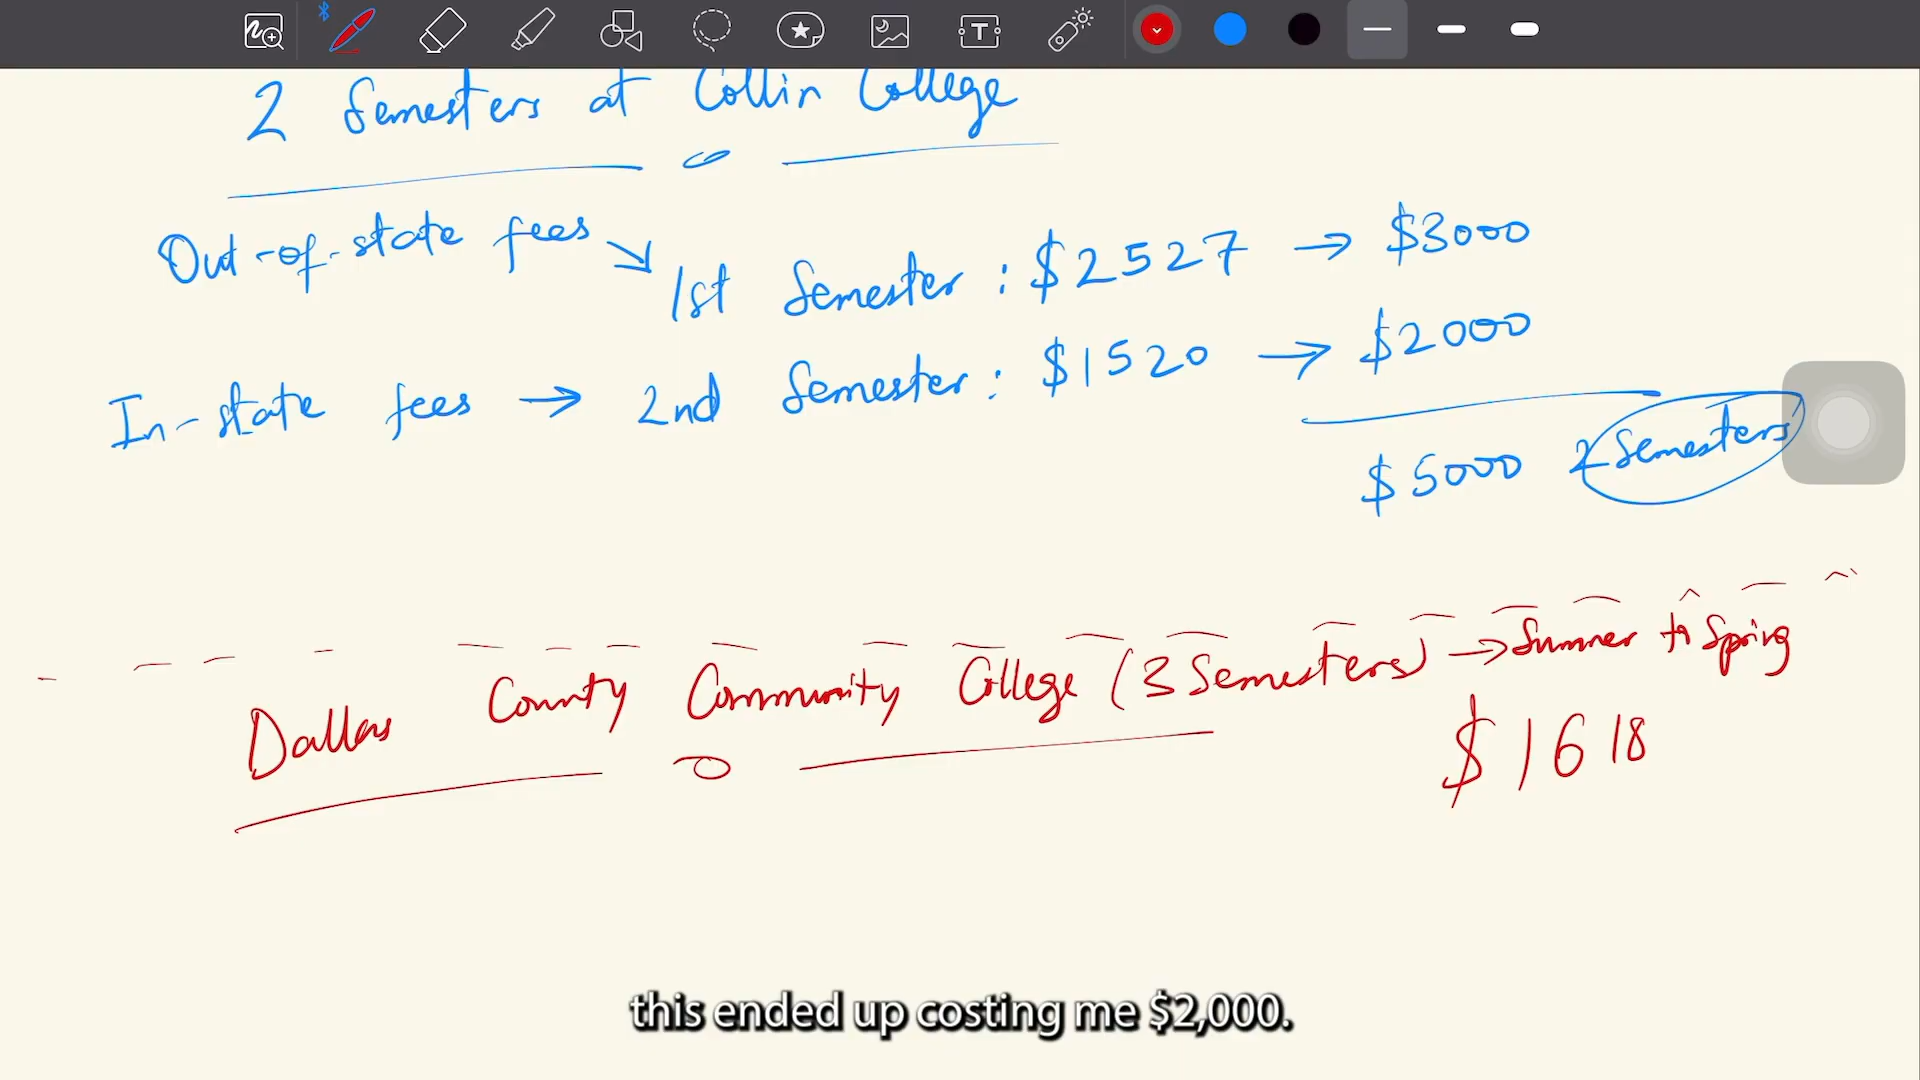 2 Semesters at Collin College
Out-of-state fees
1st Semester : $2527 → $3000
In-state fees → 2nd Semester : $1520 → $2000
$5000 2 Semesters
Dallas County Community College (3 Semesters) → Summer to Spring
$1618
this ended up costing me $2,000.